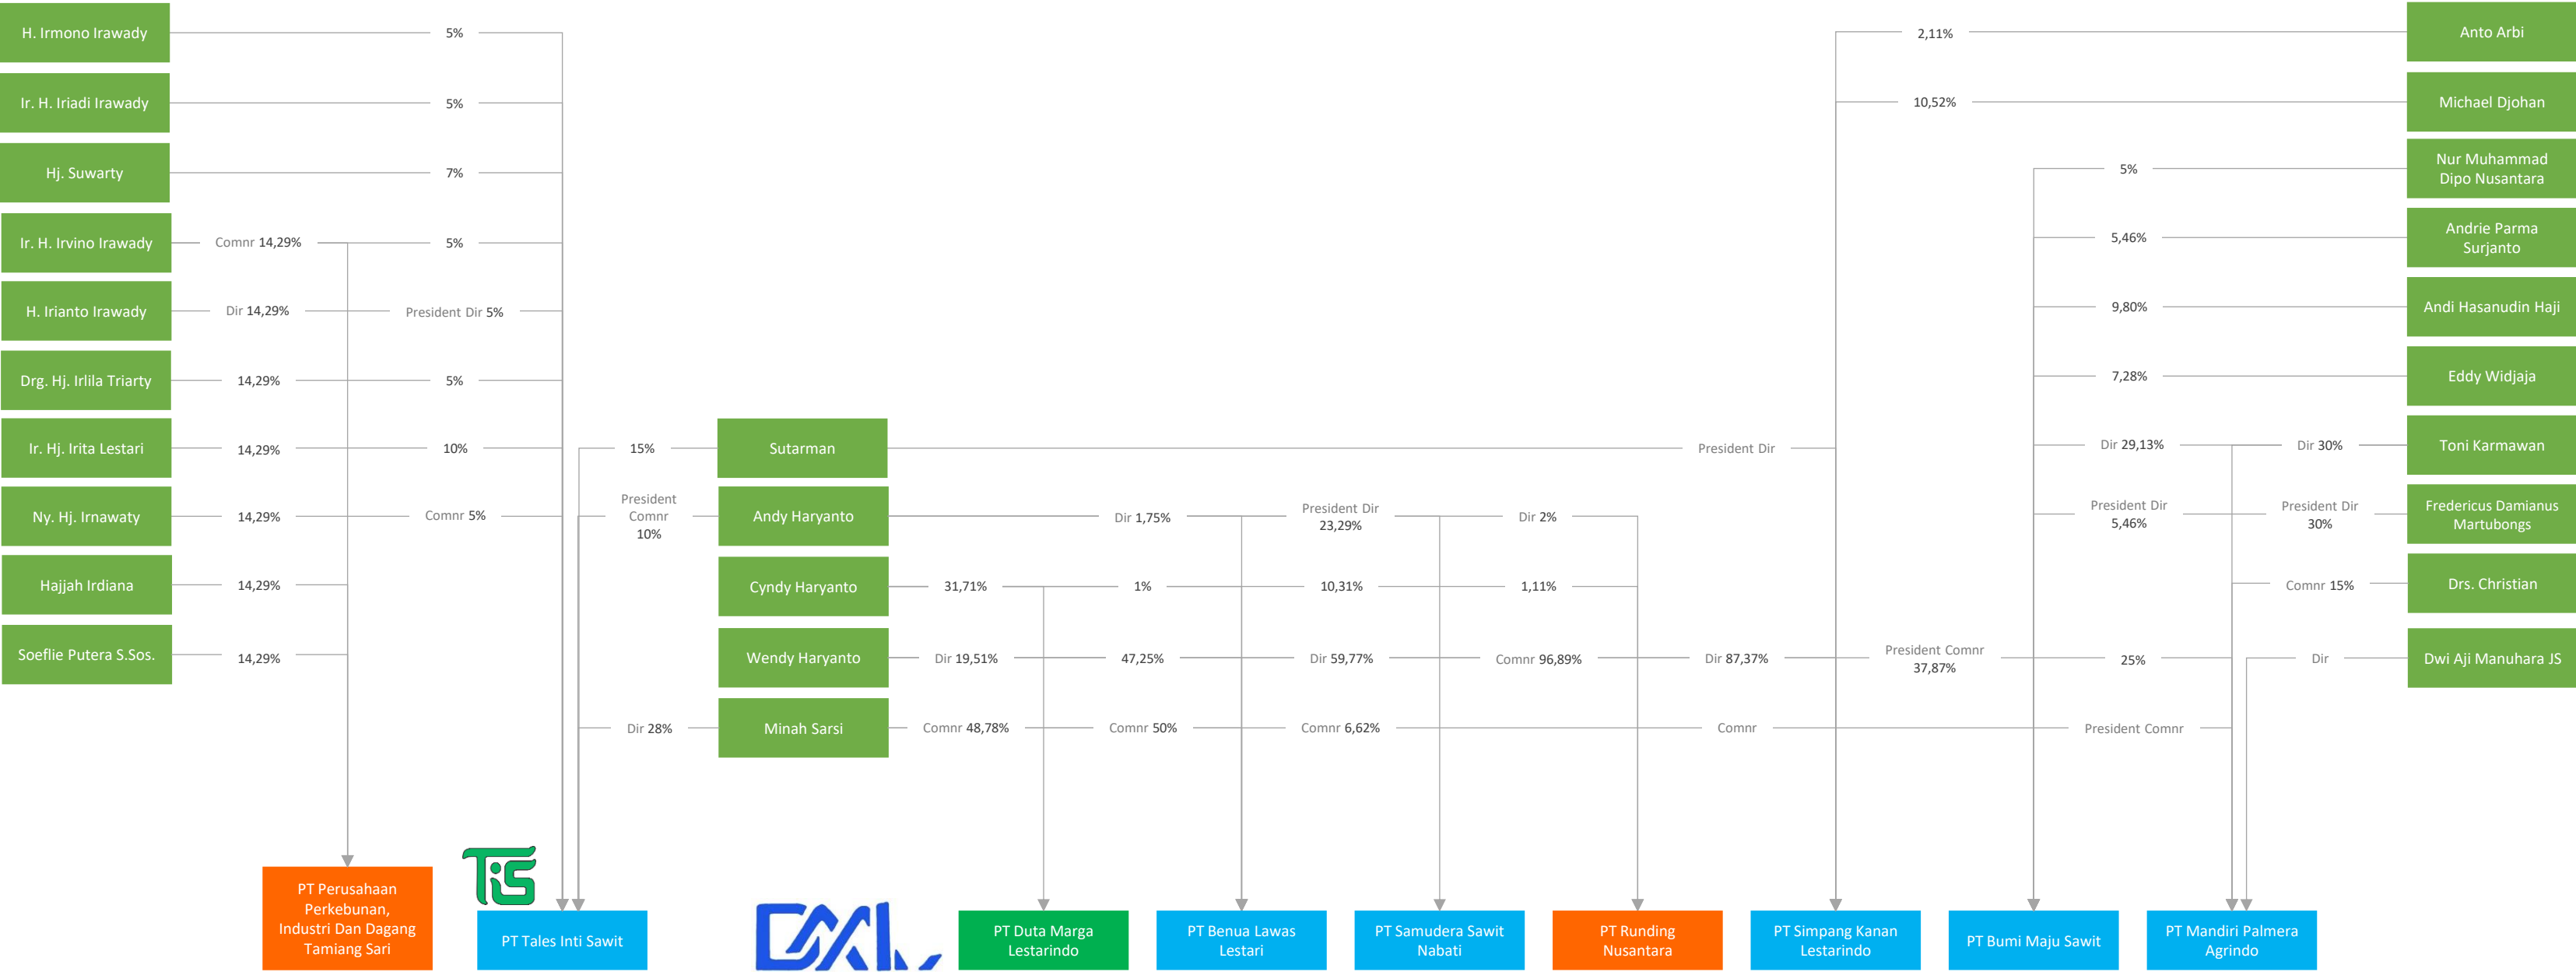 H. Irmono Irawady
5%
2,11%
Anto Arbi
Ir. H. Iriadi Irawady
5%
10,52%
Michael Djohan
Hj. Suwarty
7%
5%
Nur Muhammad
Dipo Nusantara
Ir. H. Irvino Irawady
Comnr 14,29%
5%
5,46%
Andrie Parma
Surjanto
H. Irianto Irawady
Dir 14,29%
President Dir 5%
9,80%
Andi Hasanudin Haji
Drg. Hj. Irlila Triarty
14,29%
5%
7,28%
Eddy Widjaja
Ir. Hj. Irita Lestari
14,29%
10%
15%
Sutarman
President Dir
Dir 29,13%
Dir 30%
Toni Karmawan
Ny. Hj. Irnawaty
14,29%
Comnr 5%
President
Comnr
10%
Andy Haryanto
Dir 1,75%
President Dir
23,29%
Dir 2%
President Dir
5,46%
President Dir
30%
Fredericus Damianus
Martubongs
Hajjah Irdiana
14,29%
Cyndy Haryanto
31,71%
1%
10,31%
1,11%
Comnr 15%
Drs. Christian
Soeflie Putera S.Sos.
14,29%
Wendy Haryanto
Dir 19,51%
47,25%
Dir 59,77%
Comnr 96,89%
Dir 87,37%
President Comnr
37,87%
25%
Dir
Dwi Aji Manuhara JS
Dir 28%
Minah Sarsi
Comnr 48,78%
Comnr 50%
Comnr 6,62%
Comnr
President Comnr
PT Perusahaan
Perkebunan,
Industri Dan Dagang
Tamiang Sari
TiS
PT Tales Inti Sawit
DML
PT Duta Marga
Lestarindo
PT Benua Lawas
Lestari
PT Samudera Sawit
Nabati
PT Runding
Nusantara
PT Simpang Kanan
Lestarindo
PT Bumi Maju Sawit
PT Mandiri Palmera
Agrindo